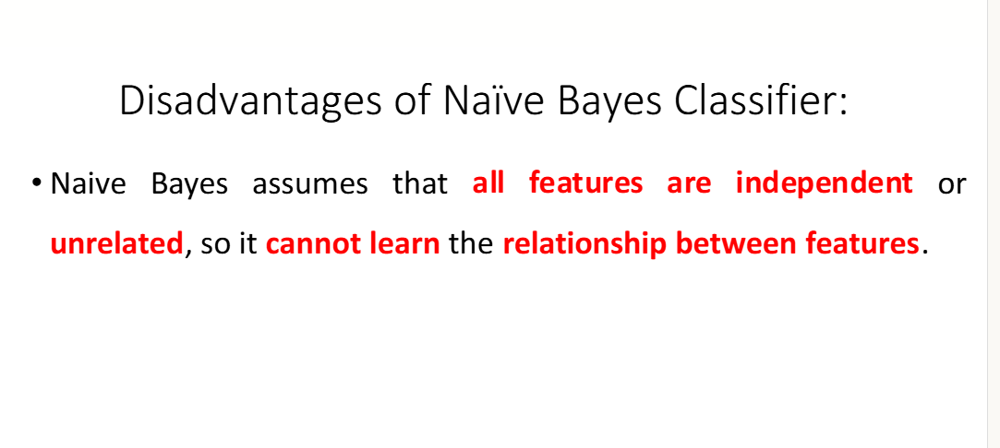 Disadvantages of Naïve Bayes Classifier:
• Naive Bayes assumes that all features are independent or
unrelated, so it cannot learn the relationship between features.